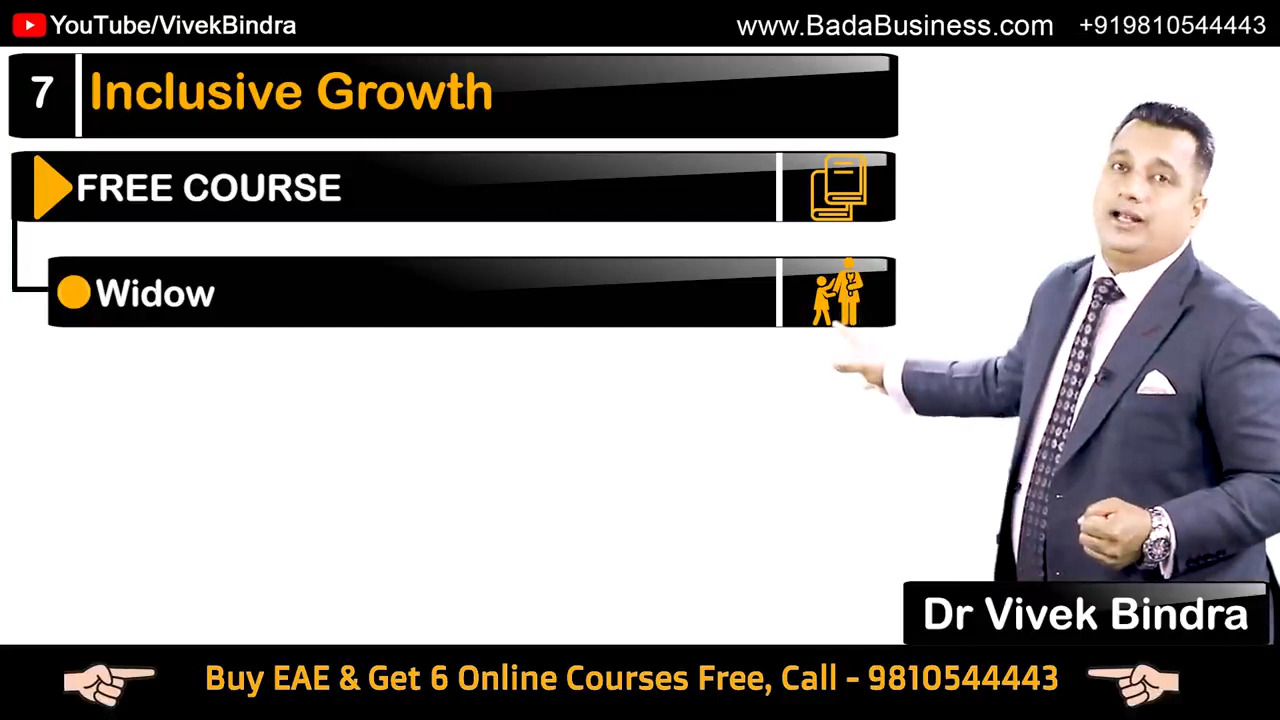 YouTube/VivekBindra
www.BadaBusiness.com +919810544443
7 Inclusive Growth
FREE COURSE
Widow
Dr Vivek Bindra
Buy EAE & Get 6 Online Courses Free, Call - 9810544443